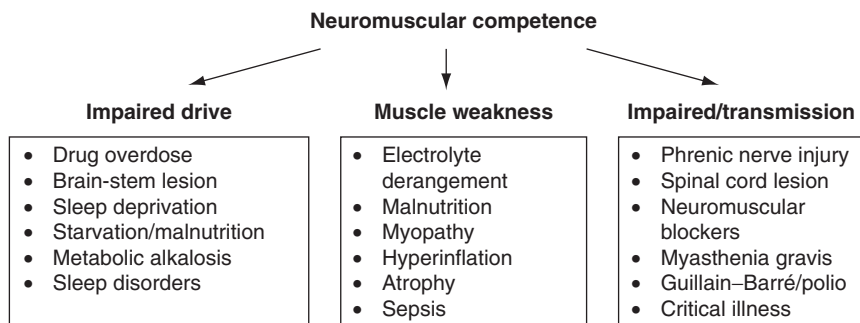 Neuromuscular competence
Impaired drive
• Drug overdose
• Brain-stem lesion
• Sleep deprivation
• Starvation/malnutrition
• Metabolic alkalosis
• Sleep disorders
Muscle weakness
• Electrolyte
derangement
• Malnutrition
• Myopathy
• Hyperinflation
• Atrophy
• Sepsis
Impaired/transmission
• Phrenic nerve injury
• Spinal cord lesion
• Neuromuscular
blockers
• Myasthenia gravis
• Guillain–Barré/polio
• Critical illness